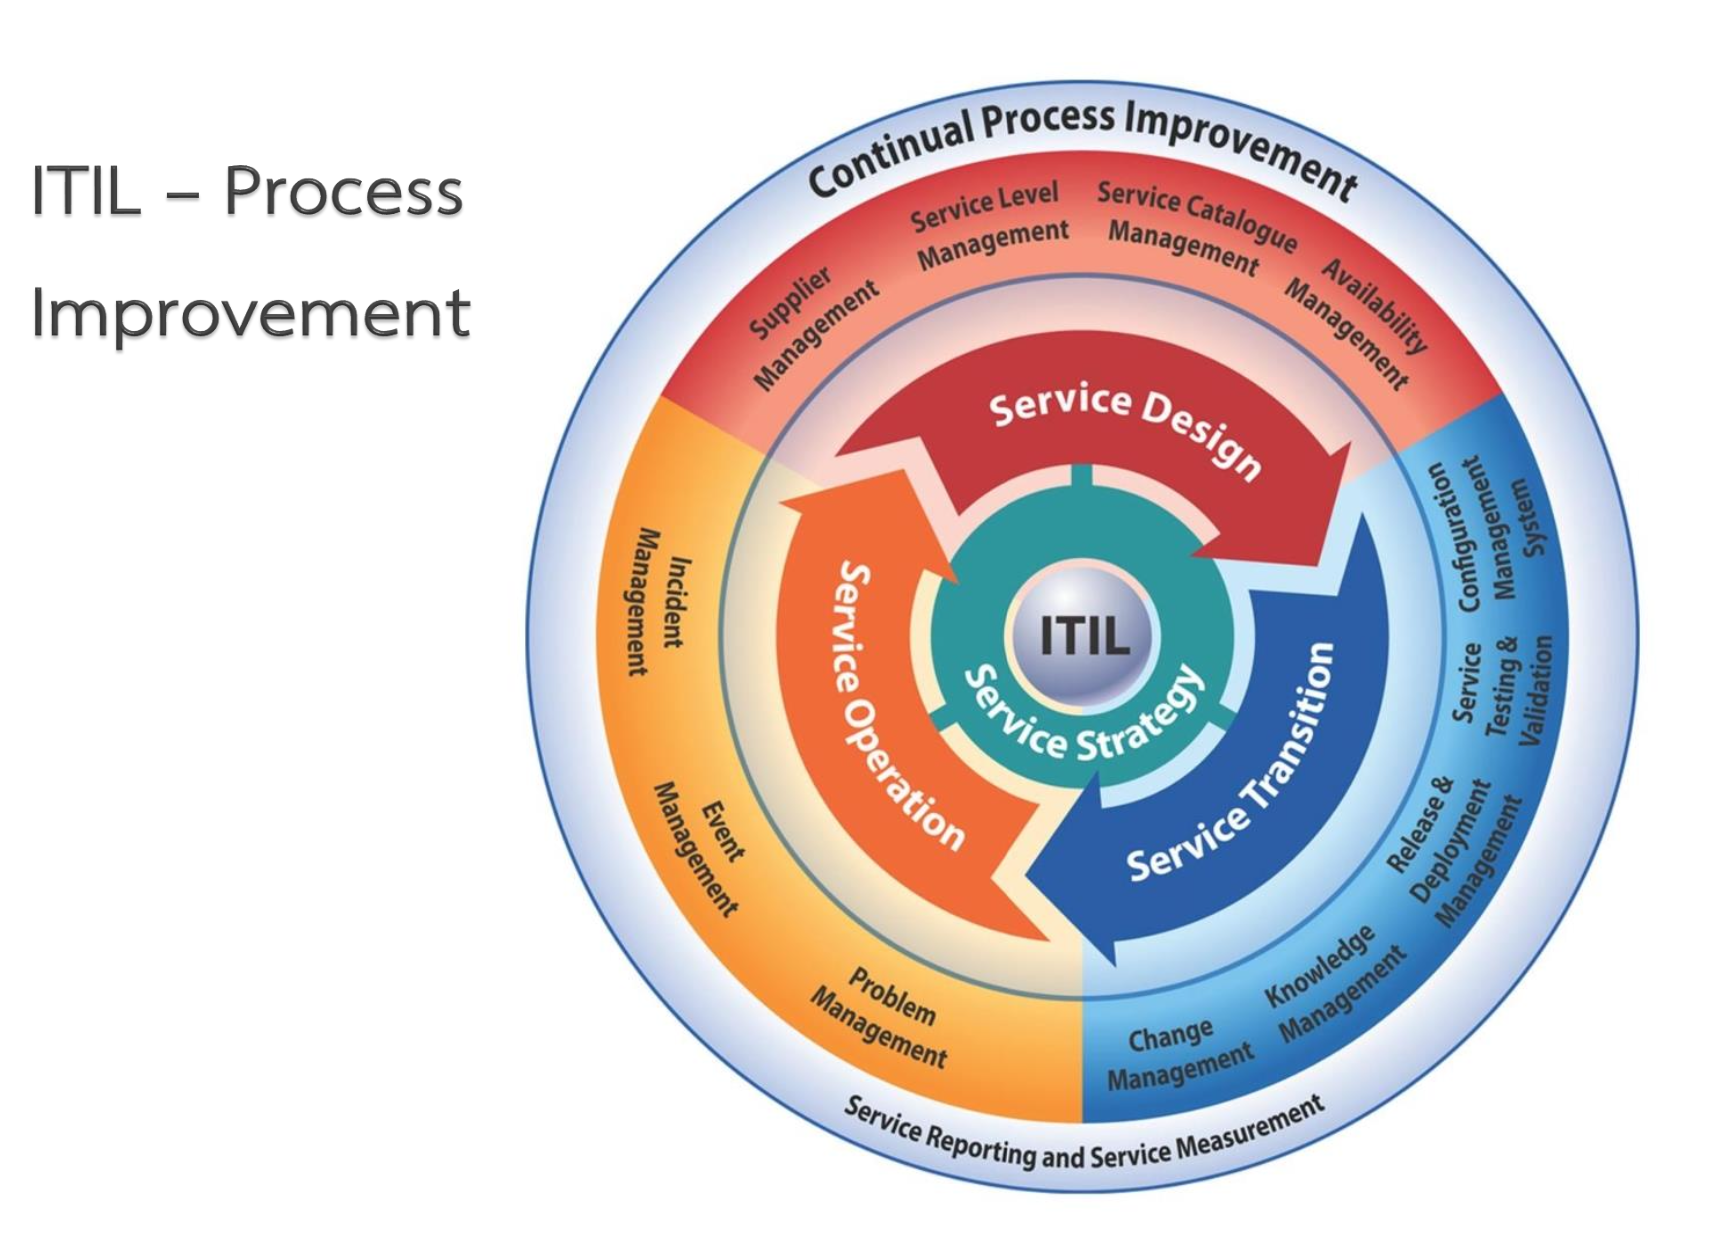 ITIL – Process
Improvement
Continual Process Improvement
Supplier
Management
Service Level
Management
Service Catalogue
Management
Availability
Management
Service Design
Configuration
Management
System
Service
Testing &
Validation
Release &
Deployment
Management
Knowledge
Management
Change
Management
Service Transition
Incident
Management
Event
Management
Problem
Management
Service Operation
ITIL
Service Strategy
Service Reporting and Service Measurement